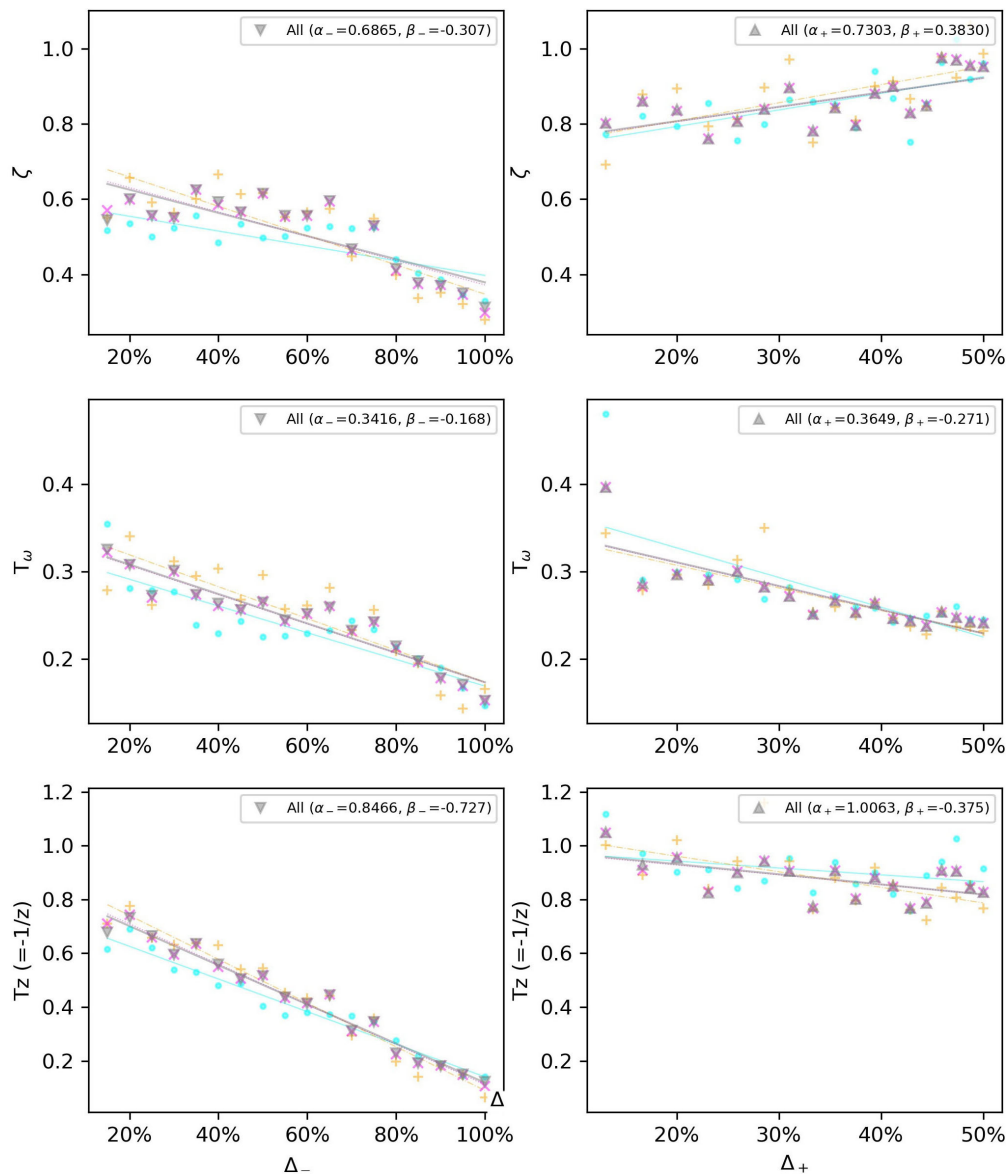 All (α₋=0.6865, β₋=-0.307)
1.0
0.8
0.6
0.4
ζ
20% 40% 60% 80% 100%
All (α₊=0.7303, β₊=0.3830)
1.0
0.8
0.6
0.4
ζ
20% 30% 40% 50%
All (α₋=0.3416, β₋=-0.168)
0.4
0.3
0.2
T_ω
20% 40% 60% 80% 100%
All (α₊=0.3649, β₊=-0.271)
0.4
0.3
0.2
T_ω
20% 30% 40% 50%
All (α₋=0.8466, β₋=-0.727)
1.2
1.0
0.8
0.6
0.4
0.2
Tz (=-1/z)
20% 40% 60% 80% 100%
Δ
Δ₋
All (α₊=1.0063, β₊=-0.375)
1.2
1.0
0.8
0.6
0.4
0.2
Tz (=-1/z)
20% 30% 40% 50%
Δ₊